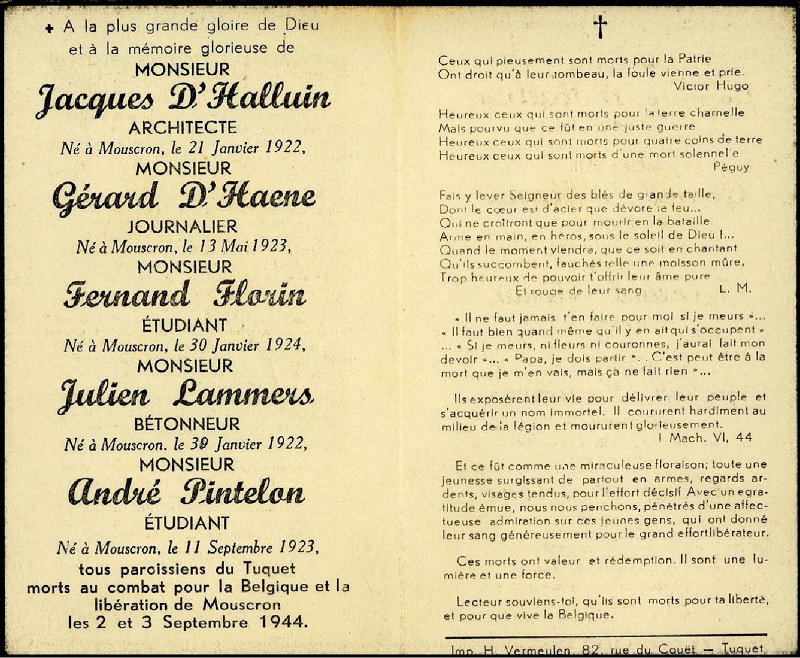 + A la plus grande gloire de Dieu
et à la mémoire glorieuse de
MONSIEUR
Jacques D'Halluin
ARCHITECTE
Né à Mouscron, le 21 Janvier 1922,
MONSIEUR
Gérard D'Haene
JOURNALIER
Né à Mouscron, le 13 Mai 1923,
MONSIEUR
Fernand Florin
ÉTUDIANT
Né à Mouscron, le 30 Janvier 1924,
MONSIEUR
Julien Lammers
BÉTONNEUR
Né à Mouscron, le Janvier 1922,
MONSIEUR
André Pintelon
ÉTUDIANT
Né à Mouscron, le 11 Septembre 1923,
tous paroissiens du Tuquet
morts au combat pour la Belgique et la
libération de Mouscron
les 2 et 3 Septembre 1944.
Ceux qui pieusement sont morts pour la Patrie
Ont droit qu'à leur tombeau, la foule vienne et prie.
Victor Hugo
Heureux ceux qui sont morts pour la terre charnelle
Mais pourvu que ce fût en une juste guerre
Heureux ceux qui sont morts pour quatre coins de terre
Heureux ceux qui sont morts d'une mort solennelle
Péguy
Fais y lever Seigneur des blés de grande taille,
Dont le cœur est d'acier que dévore le feu...
Qui ne croîtront que pour mourir en la bataille
Arme en main, en héros, sous le soleil de Dieu !...
Quand le moment viendra, que ce soit en chantant
Qu'ils succombent, fauchés telle une moisson mûre,
Trop heureux de pouvoir t'offrir leur âme pure
Et rouge de leur sang. L. M.
« Il ne faut jamais t'en faire pour moi si je meurs »...
« Il faut bien quand même qu'il y en ait qui s'occupent »
... « Si je meurs, ni fleurs ni couronnes, j'aurai fait mon
devoir »... « Papa, je dois partir »... C'est peut être à la
mort que je m'en vais, mais ça ne fait rien »...
Ils exposèrent leur vie pour délivrer leur peuple et
s'acquérir un nom immortel. Il coururent hardiment au
milieu de la légion et moururent glorieusement.
I Mach. VI, 44
Et ce fût comme une miraculeuse floraison; toute une
jeunesse surgissant de partout en armes, regards ar-
dents, visages tendus, pour l'effort décisif Avec un egra-
titude émue, nous nous penchons, pénétrés d'une affec-
tueuse admiration sur ces jeunes gens, qui ont donné
leur sang généreusement pour le grand effort libérateur.
Ces morts ont valeur et rédemption. Il sont une lu-
mière et une force.
Lecteur souviens-toi, qu'ils sont morts pour ta liberté,
et pour que vive la Belgique.
Imp. H. Vermeulen, 82, rue du Couët — Tuquet.